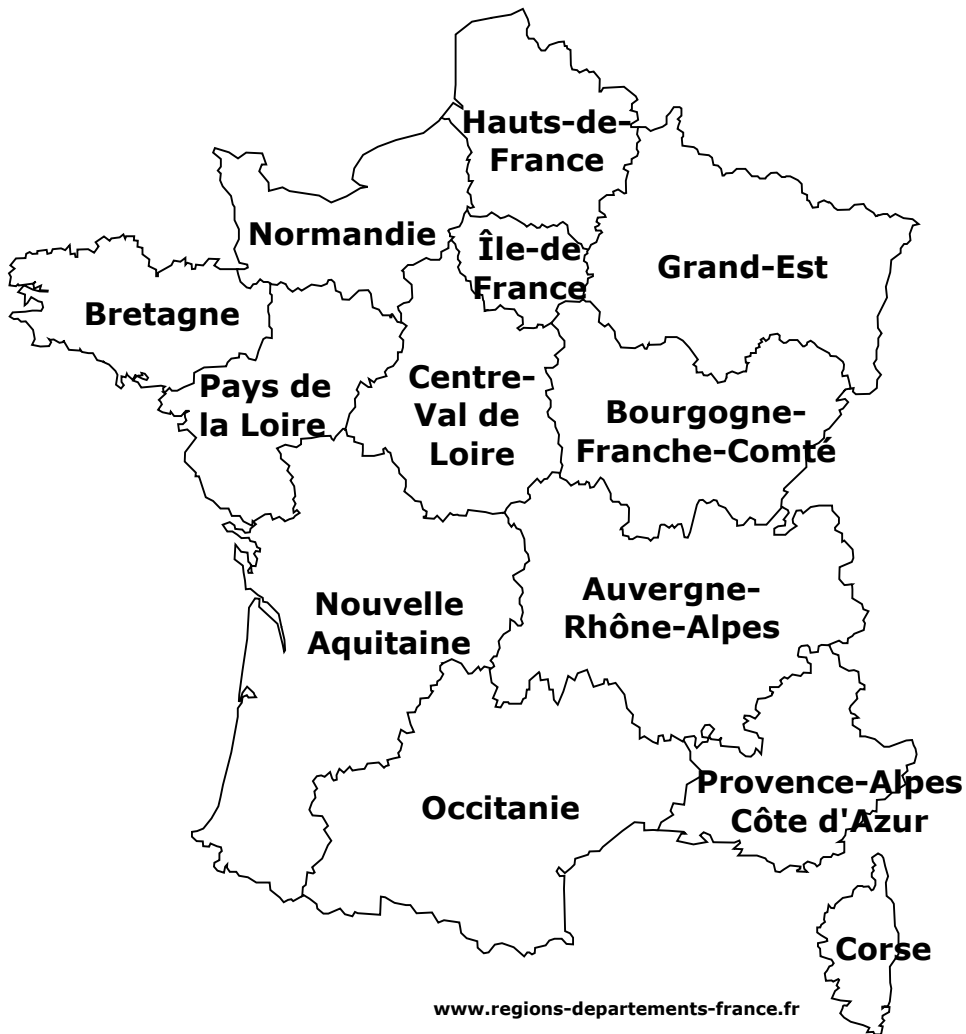 Hauts-de-
France
Normandie
Île-de
France
Grand-Est
Bretagne
Pays de
la Loire
Centre-
Val de
Loire
Bourgogne-
Franche-Comté
Nouvelle
Aquitaine
Auvergne-
Rhône-Alpes
Occitanie
Provence-Alpes
Côte d'Azur
Corse
www.regions-departements-france.fr